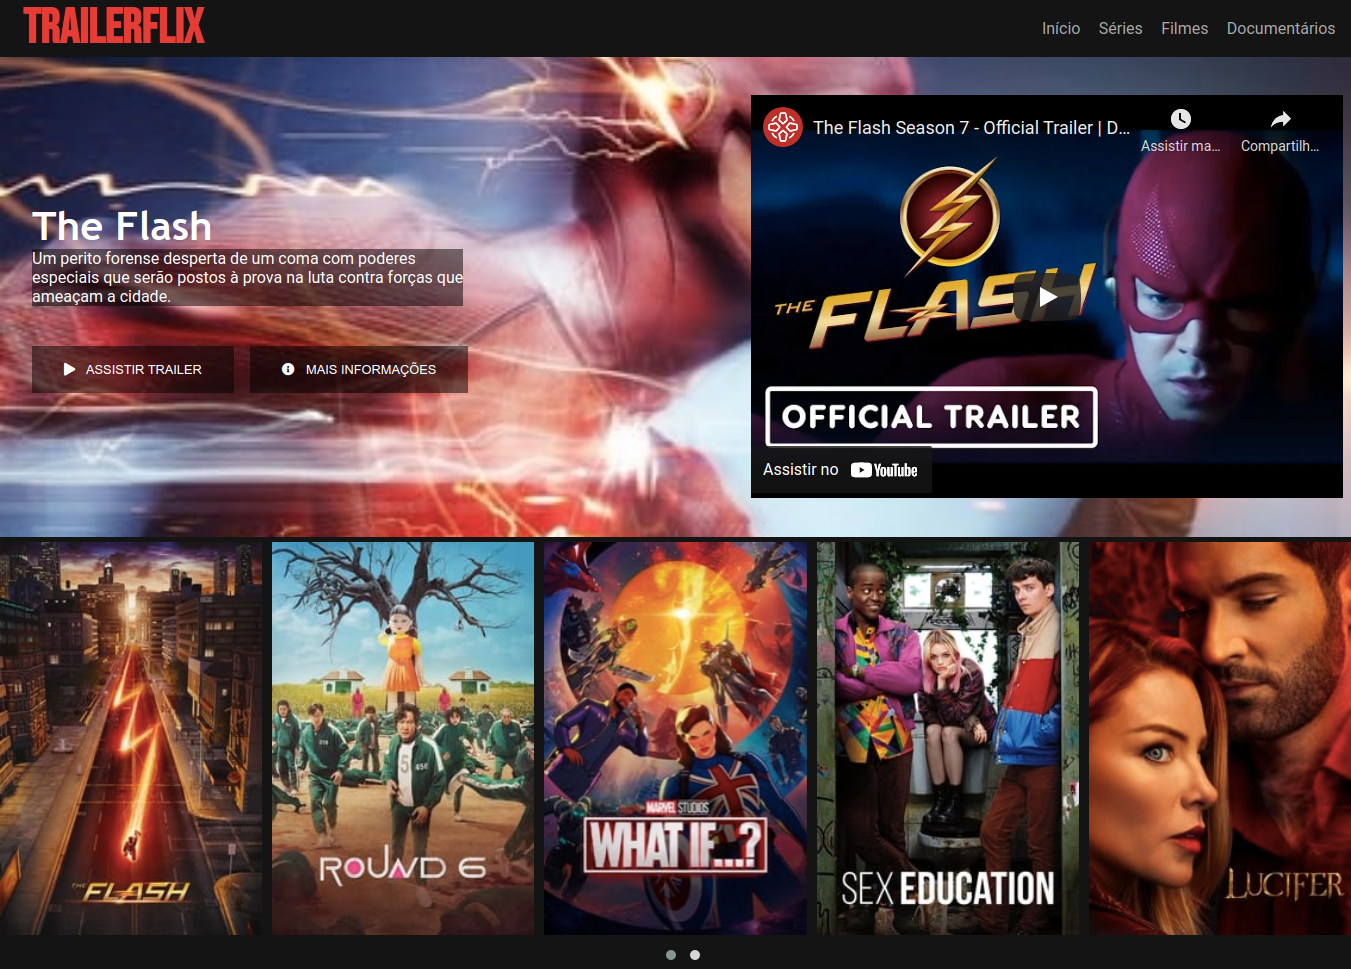 TRAILERFLIX
Início Séries Filmes Documentários
The Flash Season 7 - Official Trailer | D...
Assistir ma... Compartilh...
The Flash
Um perito forense desperta de um coma com poderes
especiais que serão postos à prova na luta contra forças que
ameaçam a cidade.
ASSISTIR TRAILER
MAIS INFORMAÇÕES
THE FLASH
OFFICIAL TRAILER
Assistir no YouTube
THE FLASH
ROUND 6
MARVEL STUDIOS
WHAT IF...?
SEX EDUCATION
LUCIFER